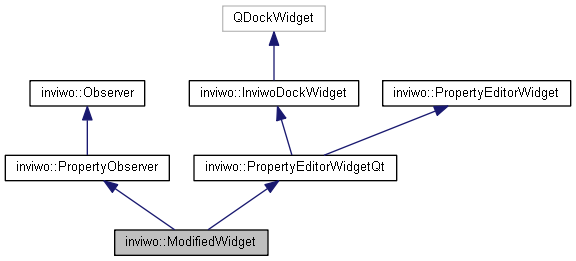 QDockWidget
inviwo::Observer
inviwo::InviwoDockWidget
inviwo::PropertyEditorWidget
inviwo::PropertyObserver
inviwo::PropertyEditorWidgetQt
inviwo::ModifiedWidget